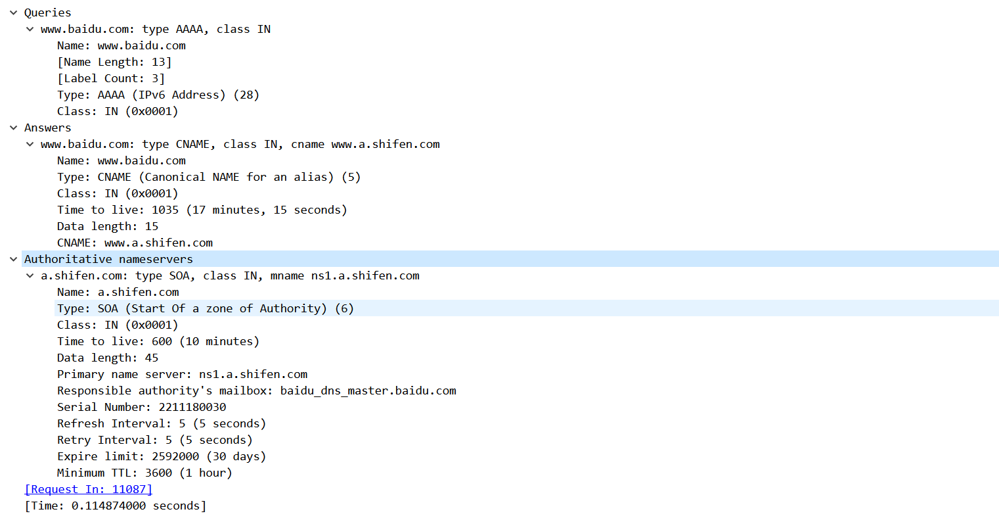 Queries
www.baidu.com: type AAAA, class IN
Name: www.baidu.com
[Name Length: 13]
[Label Count: 3]
Type: AAAA (IPv6 Address) (28)
Class: IN (0x0001)
Answers
www.baidu.com: type CNAME, class IN, cname www.a.shifen.com
Name: www.baidu.com
Type: CNAME (Canonical NAME for an alias) (5)
Class: IN (0x0001)
Time to live: 1035 (17 minutes, 15 seconds)
Data length: 15
CNAME: www.a.shifen.com
Authoritative nameservers
a.shifen.com: type SOA, class IN, mname ns1.a.shifen.com
Name: a.shifen.com
Type: SOA (Start Of a zone of Authority) (6)
Class: IN (0x0001)
Time to live: 600 (10 minutes)
Data length: 45
Primary name server: ns1.a.shifen.com
Responsible authority's mailbox: baidu_dns_master.baidu.com
Serial Number: 2211180030
Refresh Interval: 5 (5 seconds)
Retry Interval: 5 (5 seconds)
Expire limit: 2592000 (30 days)
Minimum TTL: 3600 (1 hour)
[Request In: 11087]
[Time: 0.114874000 seconds]